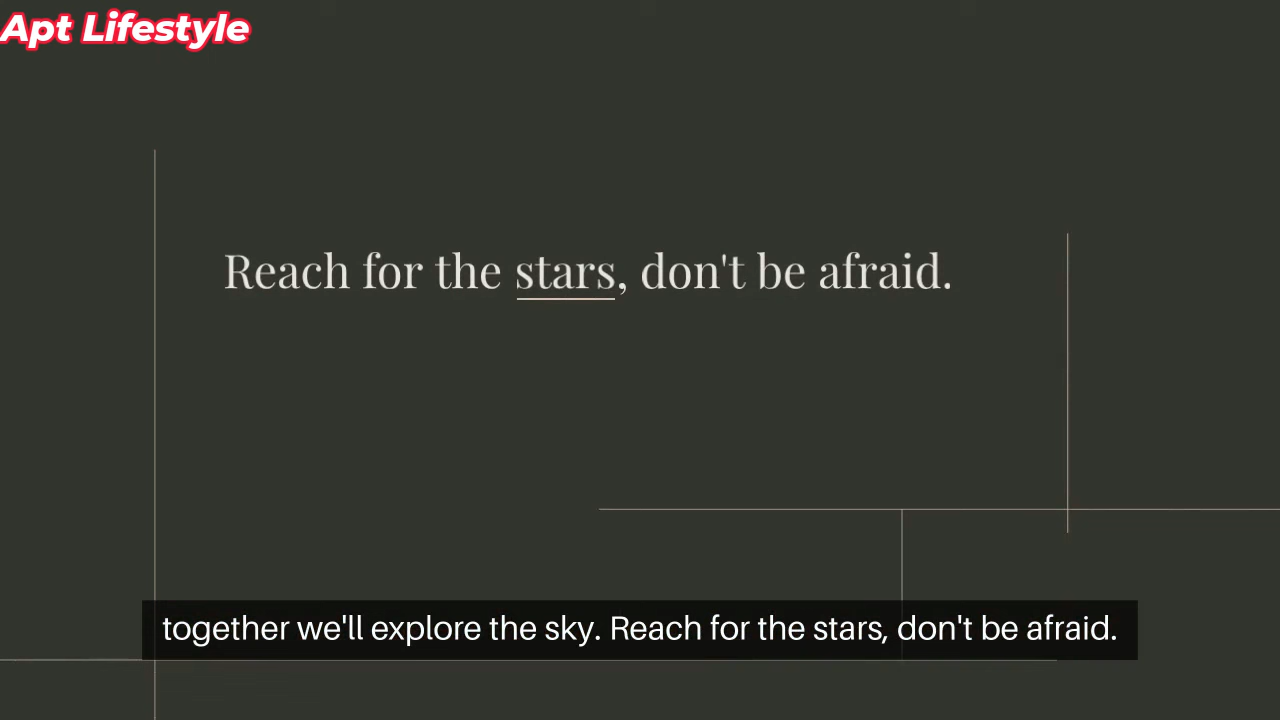 Apt Lifestyle
Reach for the stars, don't be afraid.
together we'll explore the sky. Reach for the stars, don't be afraid.